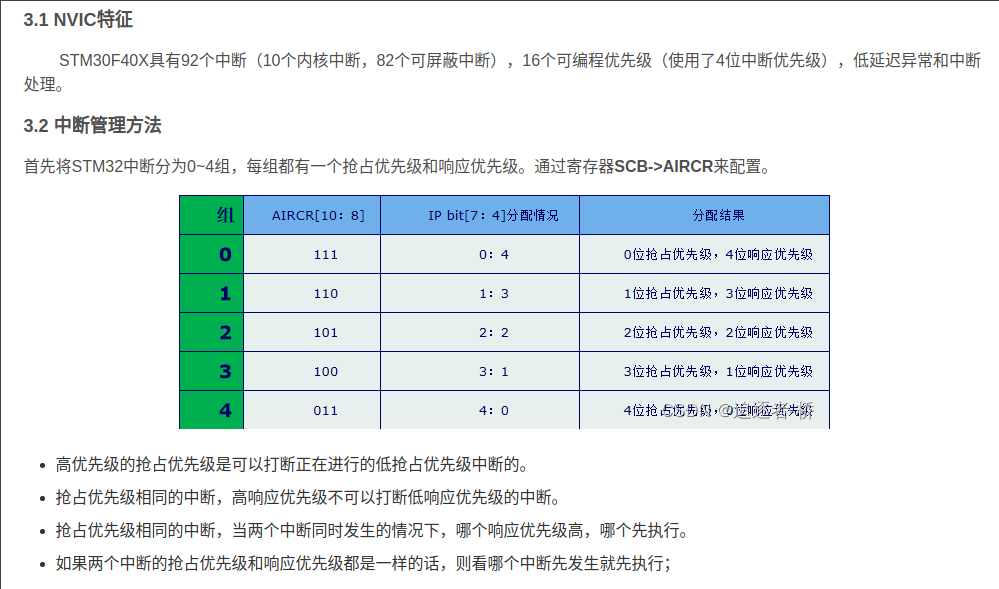 3.1 NVIC特征
STM30F40X具有92个中断（10个内核中断，82个可屏蔽中断），16个可编程优先级（使用了4位中断优先级），低延迟异常和中断
处理。
3.2 中断管理方法
首先将STM32中断分为0~4组，每组都有一个抢占优先级和响应优先级。通过寄存器SCB->AIRCR来配置。
组 AIRCR[10：8] IP bit[7：4]分配情况 分配结果
0 111 0：4 0位抢占优先级，4位响应优先级
1 110 1：3 1位抢占优先级，3位响应优先级
2 101 2：2 2位抢占优先级，2位响应优先级
3 100 3：1 3位抢占优先级，1位响应优先级
4 011 4：0 4位抢占优先级，0位响应优先级
CSDN @追逐者-桥
高优先级的抢占优先级是可以打断正在进行的低抢占优先级中断的。
抢占优先级相同的中断，高响应优先级不可以打断低响应优先级的中断。
抢占优先级相同的中断，当两个中断同时发生的情况下，哪个响应优先级高，哪个先执行。
如果两个中断的抢占优先级和响应优先级都是一样的话，则看哪个中断先发生就先执行；